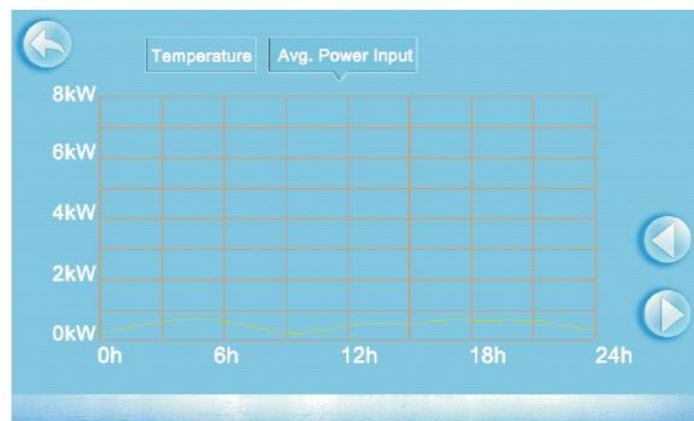 Temperature
Avg. Power Input
8kW
6kW
4kW
2kW
0kW
0h
6h
12h
18h
24h